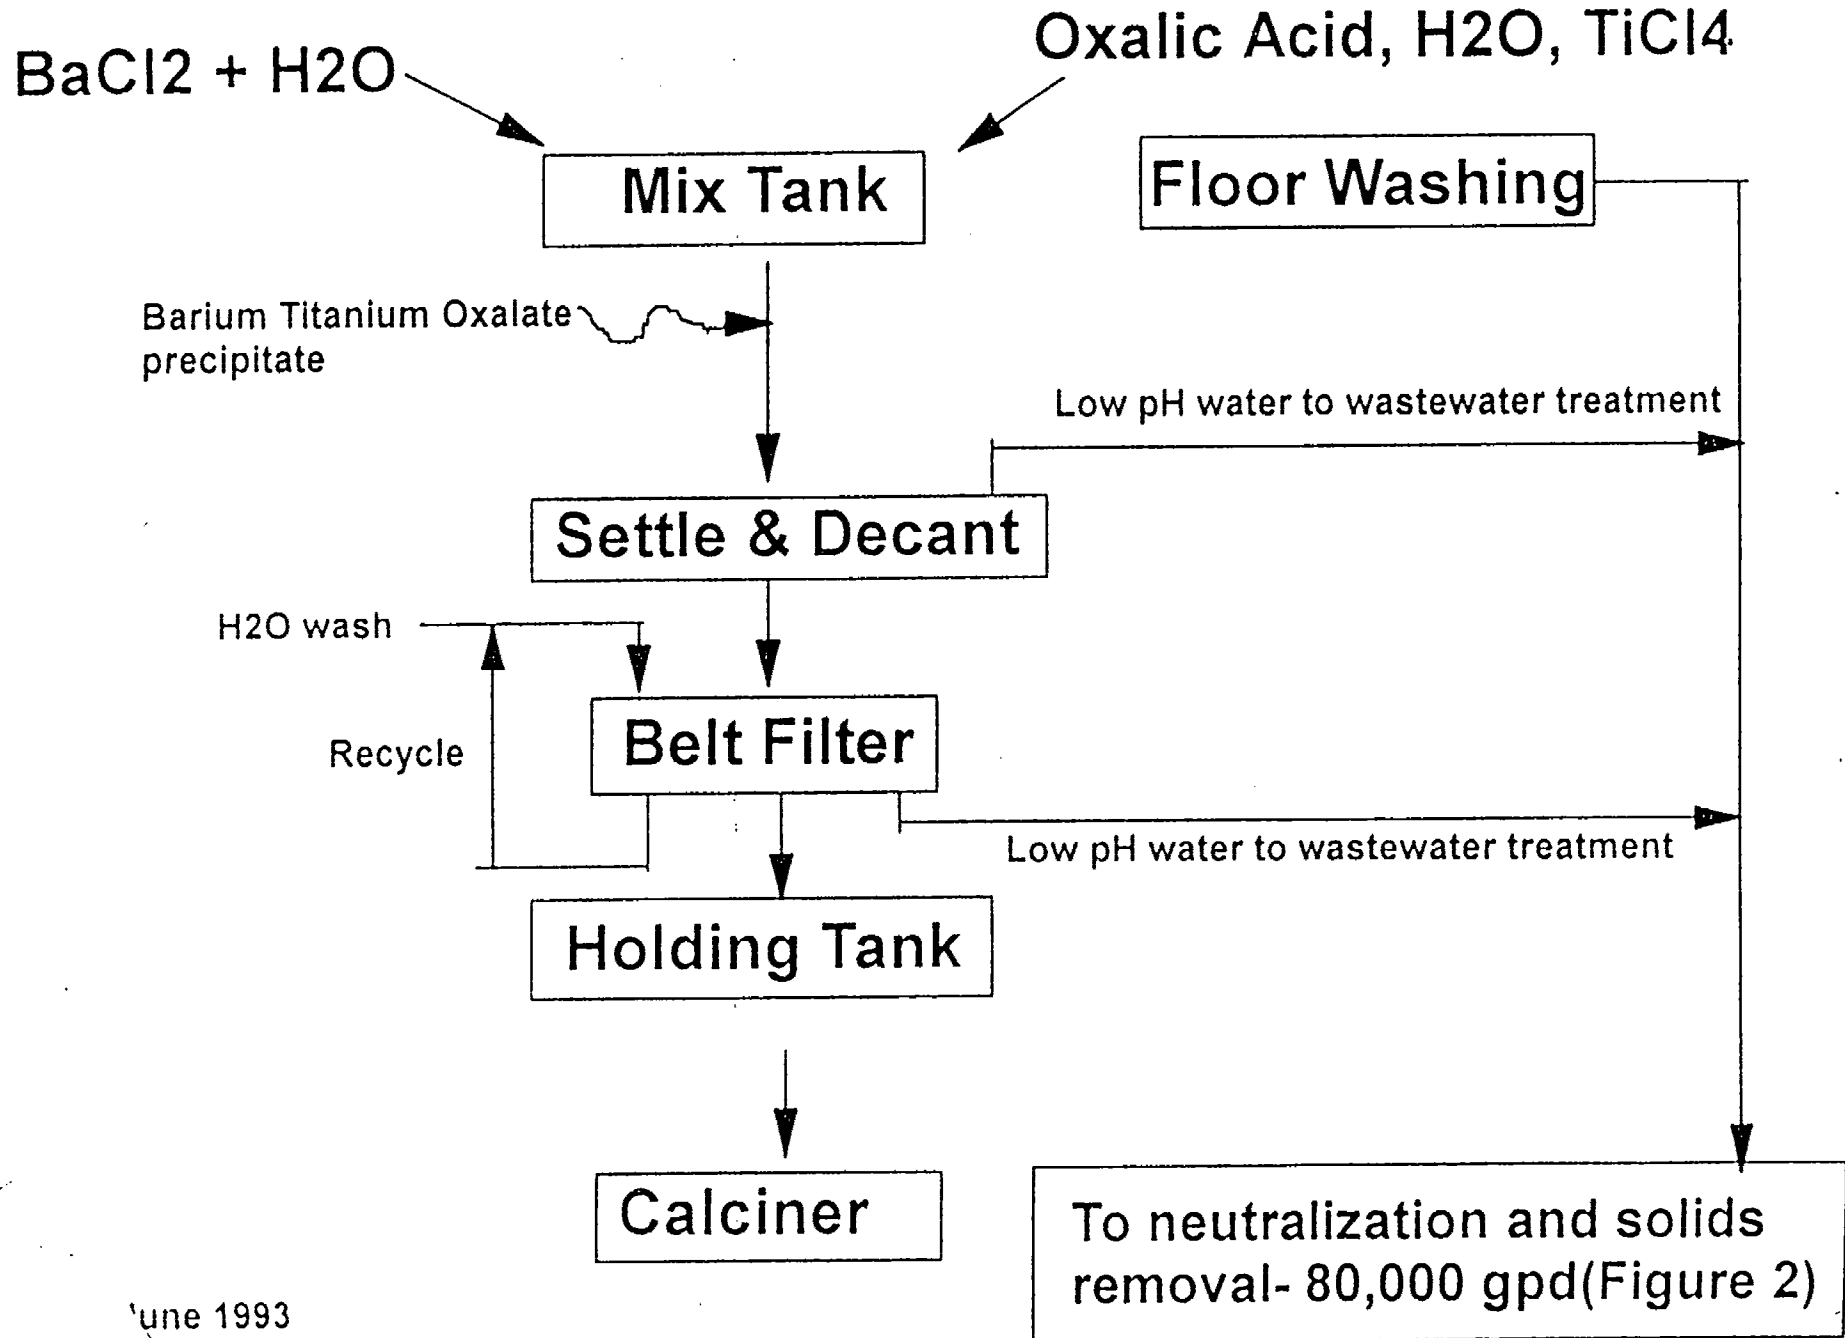 BaCl2 + H2O
Oxalic Acid, H2O, TiCl4
Mix Tank
Floor Washing
Barium Titanium Oxalate
precipitate
Low pH water to wastewater treatment
Settle & Decant
H2O wash
Belt Filter
Recycle
Low pH water to wastewater treatment
Holding Tank
Calciner
To neutralization and solids
removal- 80,000 gpd(Figure 2)
une 1993